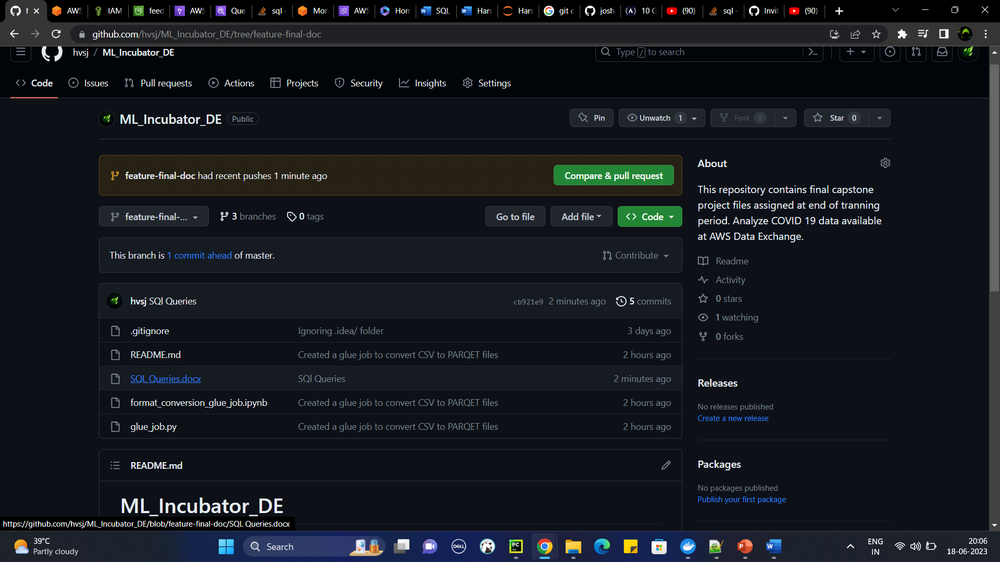 AWS
IAM
feed
AWS
Que
sql -
Mon
AWS
Hom
SQL
Hars
Hars
git c
josh
10 G
(90)
sql -
Invit
(90)
github.com/hvsj/ML_Incubator_DE/tree/feature-final-doc
hvsj / ML_Incubator_DE
Type / to search
Code Issues Pull requests Actions Projects Security Insights Settings
ML_Incubator_DE Public
Pin Unwatch 1 Fork 0 Star 0
feature-final-doc had recent pushes 1 minute ago
Compare & pull request
feature-final-... 3 branches 0 tags
Go to file Add file Code
This branch is 1 commit ahead of master.
Contribute
hvsj SQl Queries cb921e9 2 minutes ago 5 commits
.gitignore Ignoring .idea/ folder 3 days ago
README.md Created a glue job to convert CSV to PARQET files 2 hours ago
SQL Queries.docx SQl Queries 2 minutes ago
format_conversion_glue_job.ipynb Created a glue job to convert CSV to PARQET files 2 hours ago
glue_job.py Created a glue job to convert CSV to PARQET files 2 hours ago
README.md
ML_Incubator_DE
About
This repository contains final capstone
project files assigned at end of tranning
period. Analyze COVID 19 data available
at AWS Data Exchange.
Readme
Activity
0 stars
1 watching
0 forks
Releases
No releases published
Create a new release
Packages
No packages published
Publish your first package
https://github.com/hvsj/ML_Incubator_DE/blob/feature-final-doc/SQL Queries.docx
39°C
Partly cloudy
Search
DELL
PC
ENG
IN
20:06
18-06-2023